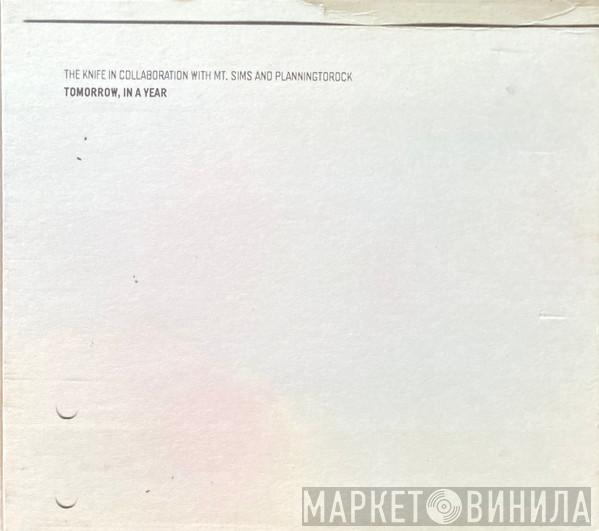 THE KNIFE IN COLLABORATION WITH MT. SIMS AND PLANNINGTOROCK
TOMORROW, IN A YEAR
МАРКЕТ ВИНИЛА